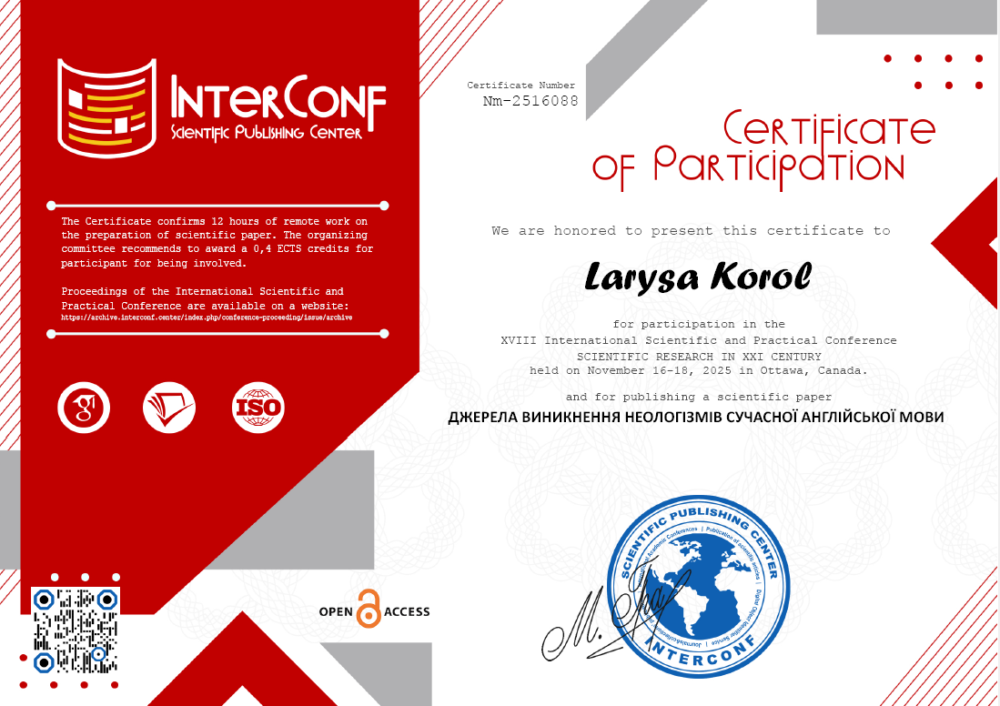 INTERCONF
SCIENTIFIC PUBLISHING CENTER
The Certificate confirms 12 hours of remote work on
the preparation of scientific paper. The organizing
committee recommends to award a 0,4 ECTS credits for
participant for being involved.
Proceedings of the International Scientific and
Practical Conference are available on a website:
https://archive.interconf.center/index.php/conference-proceeding/issue/archive
g
ISO
OPEN ACCESS
Certificate Number
Nm-2516088
CERTIFICATE
OF PARTICIPATION
We are honored to present this certificate to
Larysa Korol
for participation in the
XVIII International Scientific and Practical Conference
SCIENTIFIC RESEARCH IN XXI CENTURY
held on November 16-18, 2025 in Ottawa, Canada.
and for publishing a scientific paper
ДЖЕРЕЛА ВИНИКНЕННЯ НЕОЛОГІЗМІВ СУЧАСНОЇ АНГЛІЙСЬКОЇ МОВИ
SCIENTIFIC PUBLISHING CENTER
International Academic Conferences | Publication of scientific articles | Digital Object Identifier Service |
INTERCONF
M.